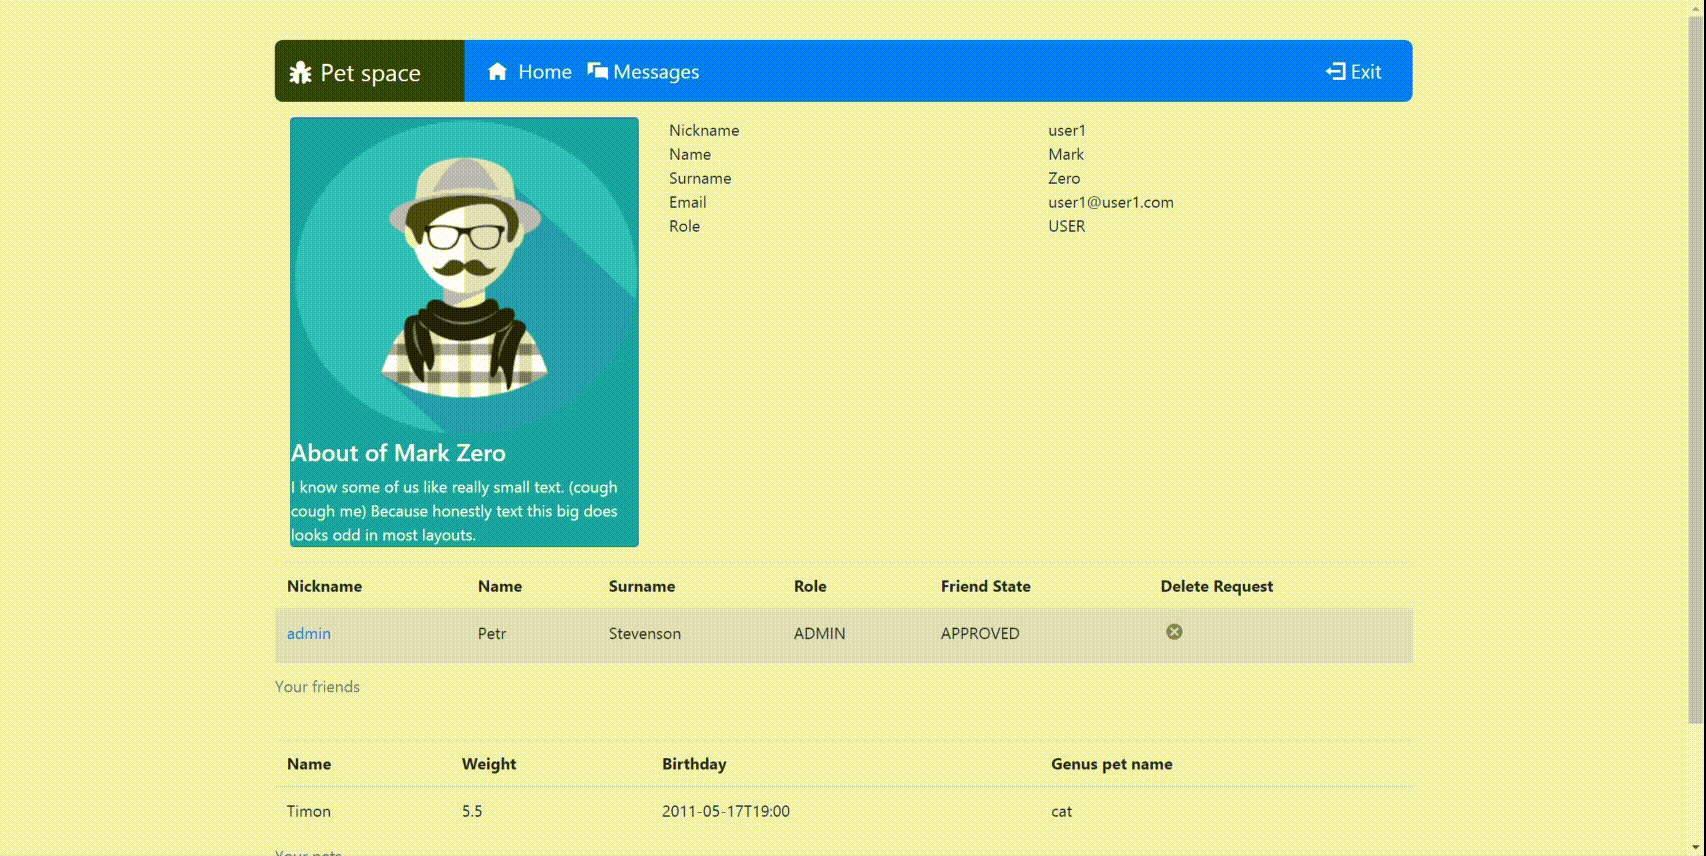 Pet space Home Messages Exit
Nickname user1
Name Mark
Surname Zero
Email user1@user1.com
Role USER
About of Mark Zero
I know some of us like really small text. (cough
cough me) Because honestly text this big does
looks odd in most layouts.
Nickname Name Surname Role Friend State Delete Request
admin Petr Stevenson ADMIN APPROVED
Your friends
Name Weight Birthday Genus pet name
Timon 5.5 2011-05-17T19:00 cat
Your pets